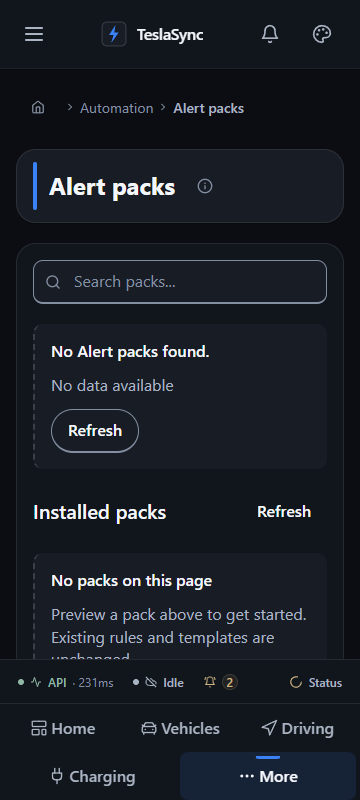 TeslaSync
Automation
Alert packs
Alert packs
Search packs...
No Alert packs found.
No data available
Refresh
Installed packs
Refresh
No packs on this page
Preview a pack above to get started.
Existing rules and templates are
unchanged.
API · 231ms
Idle
2
Status
Home
Vehicles
Driving
Charging
More